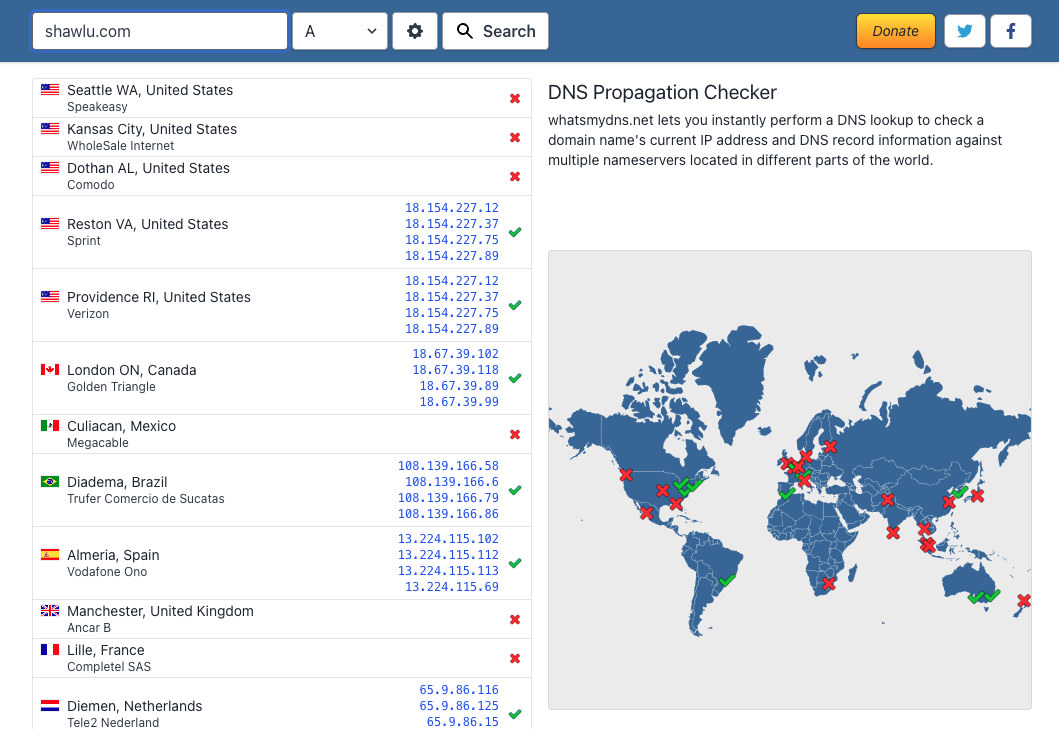 shawlu.com
A
Search
Donate
Seattle WA, United States
Speakeasy
Kansas City, United States
WholeSale Internet
Dothan AL, United States
Comodo
Reston VA, United States
Sprint
18.154.227.12
18.154.227.37
18.154.227.75
18.154.227.89
Providence RI, United States
Verizon
18.154.227.12
18.154.227.37
18.154.227.75
18.154.227.89
London ON, Canada
Golden Triangle
18.67.39.102
18.67.39.118
18.67.39.89
18.67.39.99
Culiacan, Mexico
Megacable
Diadema, Brazil
Trufer Comercio de Sucatas
108.139.166.58
108.139.166.6
108.139.166.79
108.139.166.86
Almeria, Spain
Vodafone Ono
13.224.115.102
13.224.115.112
13.224.115.113
13.224.115.69
Manchester, United Kingdom
Ancar B
Lille, France
Completel SAS
Diemen, Netherlands
Tele2 Nederland
65.9.86.116
65.9.86.125
65.9.86.15
DNS Propagation Checker
whatsmydns.net lets you instantly perform a DNS lookup to check a
domain name's current IP address and DNS record information against
multiple nameservers located in different parts of the world.